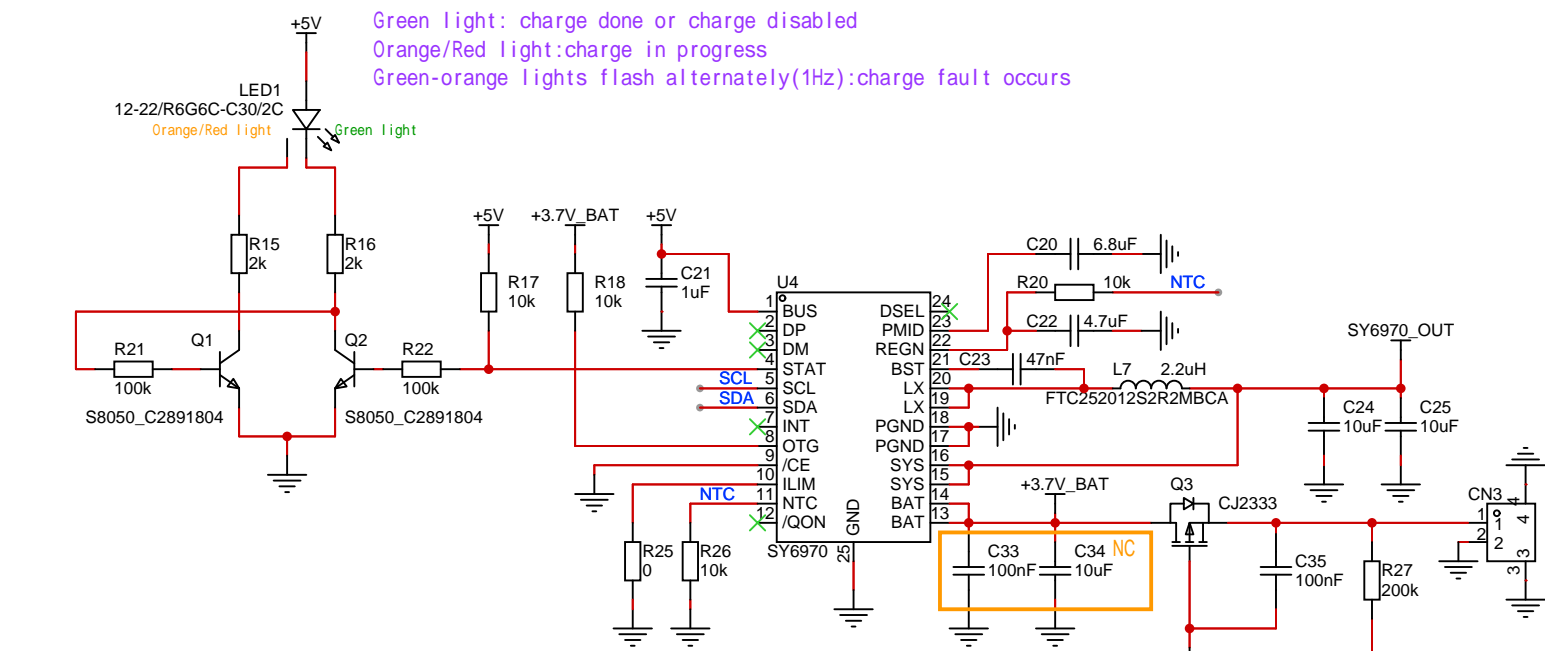 Green light: charge done or charge disabled
Orange/Red light:charge in progress
Green-orange lights flash alternately(1Hz):charge fault occurs
+5V
LED1
12-22/R6G6C-C30/2C
Orange/Red light
Green light
R15
2k
R16
2k
+5V
R17
10k
+3.7V_BAT
R18
10k
+5V
C21
1uF
Q1
Q2
R21
100k
R22
100k
S8050_C2891804
S8050_C2891804
U4
1
BUS
2
DP
3
DM
4
STAT
SCL
5
SCL
SDA
6
SDA
7
INT
8
OTG
9
/CE
10
ILIM
NTC
11
NTC
12
/QON
24
DSEL
23
PMID
22
REGN
21
BST
20
LX
19
LX
18
PGND
17
PGND
16
SYS
15
SYS
14
BAT
13
BAT
GND
25
SY6970
R25
0
R26
10k
C20
6.8uF
R20
10k
NTC
C22
4.7uF
C23
47nF
L7
2.2uH
FTC252012S2R2MBCA
SY6970_OUT
C24
10uF
C25
10uF
+3.7V_BAT
C33
100nF
C34
10uF
NC
Q3
CJ2333
C35
100nF
R27
200k
CN3
1
1
2
2
4
4
3
3